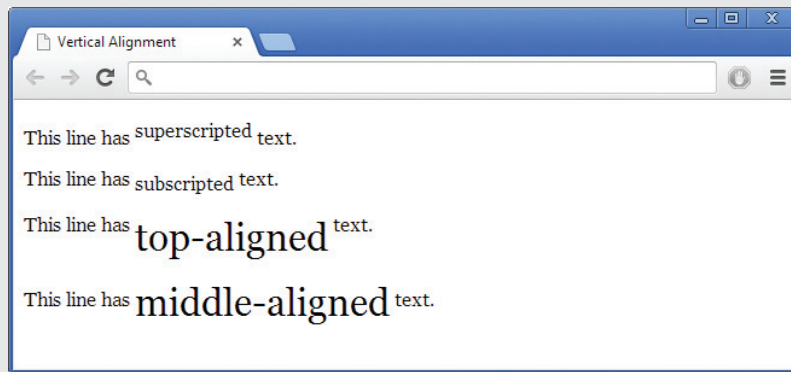 Vertical Alignment
This line has superscripted text.
This line has subscripted text.
This line has top-aligned text.
This line has middle-aligned text.